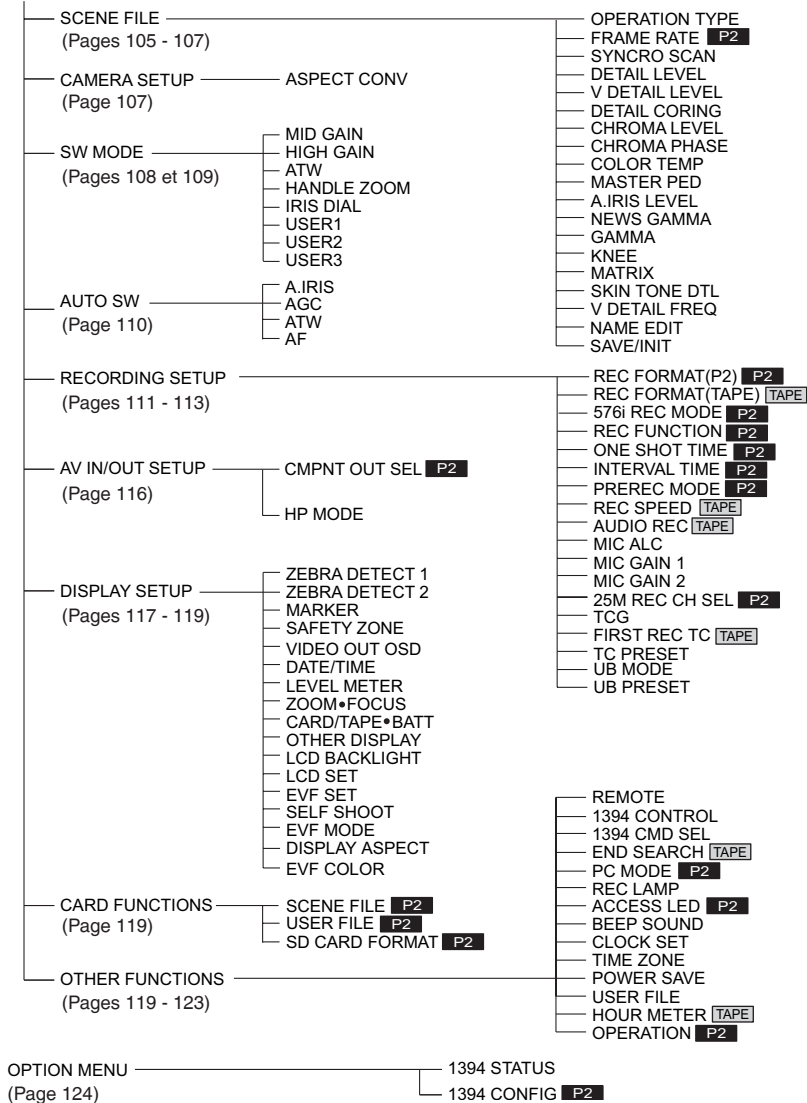 SCENE FILE
(Pages 105 - 107)
OPERATION TYPE
FRAME RATE P2
SYNCRO SCAN
DETAIL LEVEL
V DETAIL LEVEL
DETAIL CORING
CHROMA LEVEL
CHROMA PHASE
COLOR TEMP
MASTER PED
A.IRIS LEVEL
NEWS GAMMA
GAMMA
KNEE
MATRIX
SKIN TONE DTL
V DETAIL FREQ
NAME EDIT
SAVE/INIT
CAMERA SETUP
(Page 107)
ASPECT CONV
SW MODE
(Pages 108 et 109)
MID GAIN
HIGH GAIN
ATW
HANDLE ZOOM
IRIS DIAL
USER1
USER2
USER3
AUTO SW
(Page 110)
A.IRIS
AGC
ATW
AF
RECORDING SETUP
(Pages 111 - 113)
REC FORMAT(P2) P2
REC FORMAT(TAPE) TAPE
576i REC MODE P2
REC FUNCTION P2
ONE SHOT TIME P2
INTERVAL TIME P2
PREREC MODE P2
REC SPEED TAPE
AUDIO REC TAPE
MIC ALC
MIC GAIN 1
MIC GAIN 2
25M REC CH SEL P2
TCG
FIRST REC TC TAPE
TC PRESET
UB MODE
UB PRESET
AV IN/OUT SETUP
(Page 116)
CMPNT OUT SEL P2
HP MODE
DISPLAY SETUP
(Pages 117 - 119)
ZEBRA DETECT 1
ZEBRA DETECT 2
MARKER
SAFETY ZONE
VIDEO OUT OSD
DATE/TIME
LEVEL METER
ZOOM•FOCUS
CARD/TAPE•BATT
OTHER DISPLAY
LCD BACKLIGHT
LCD SET
EVF SET
SELF SHOOT
EVF MODE
DISPLAY ASPECT
EVF COLOR
CARD FUNCTIONS
(Page 119)
SCENE FILE P2
USER FILE P2
SD CARD FORMAT P2
OTHER FUNCTIONS
(Pages 119 - 123)
REMOTE
1394 CONTROL
1394 CMD SEL
END SEARCH TAPE
PC MODE P2
REC LAMP
ACCESS LED P2
BEEP SOUND
CLOCK SET
TIME ZONE
POWER SAVE
USER FILE
HOUR METER TAPE
OPERATION P2
OPTION MENU
(Page 124)
1394 STATUS
1394 CONFIG P2